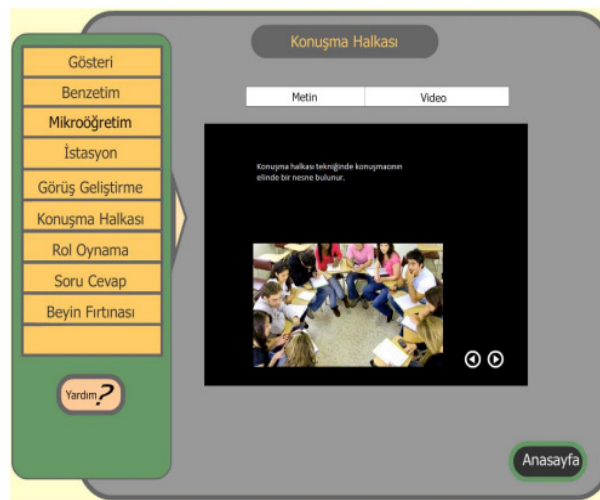 Konuşma Halkası
Gösteri
Benzetim
Mikroöğretim
İstasyon
Görüş Geliştirme
Konuşma Halkası
Rol Oynama
Soru Cevap
Beyin Fırtınası
Yardım?
Metin
Video
Konuşma halkası tekniğinde konuşmacının
elinde bir nesne bulunur.
Anasayfa